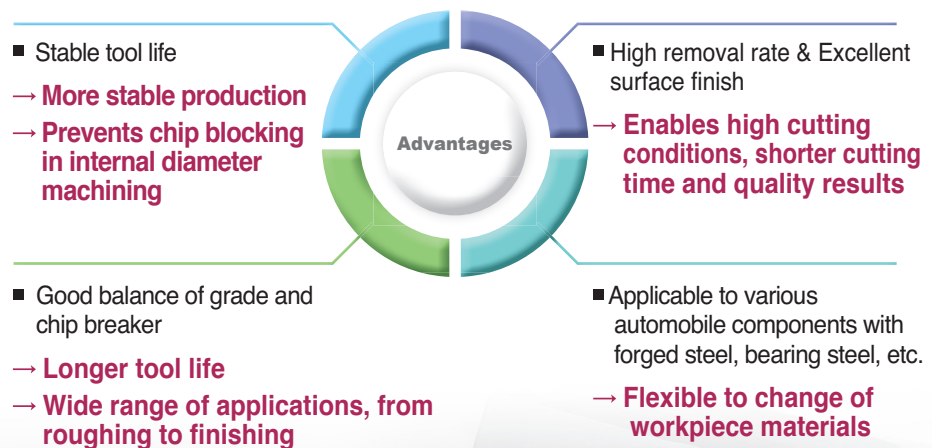 ■ Stable tool life
→ More stable production
→ Prevents chip blocking
in internal diameter
machining
Advantages
■ High removal rate & Excellent
surface finish
→ Enables high cutting
conditions, shorter cutting
time and quality results
■ Good balance of grade and
chip breaker
→ Longer tool life
→ Wide range of applications, from
roughing to finishing
■ Applicable to various
automobile components with
forged steel, bearing steel, etc.
→ Flexible to change of
workpiece materials